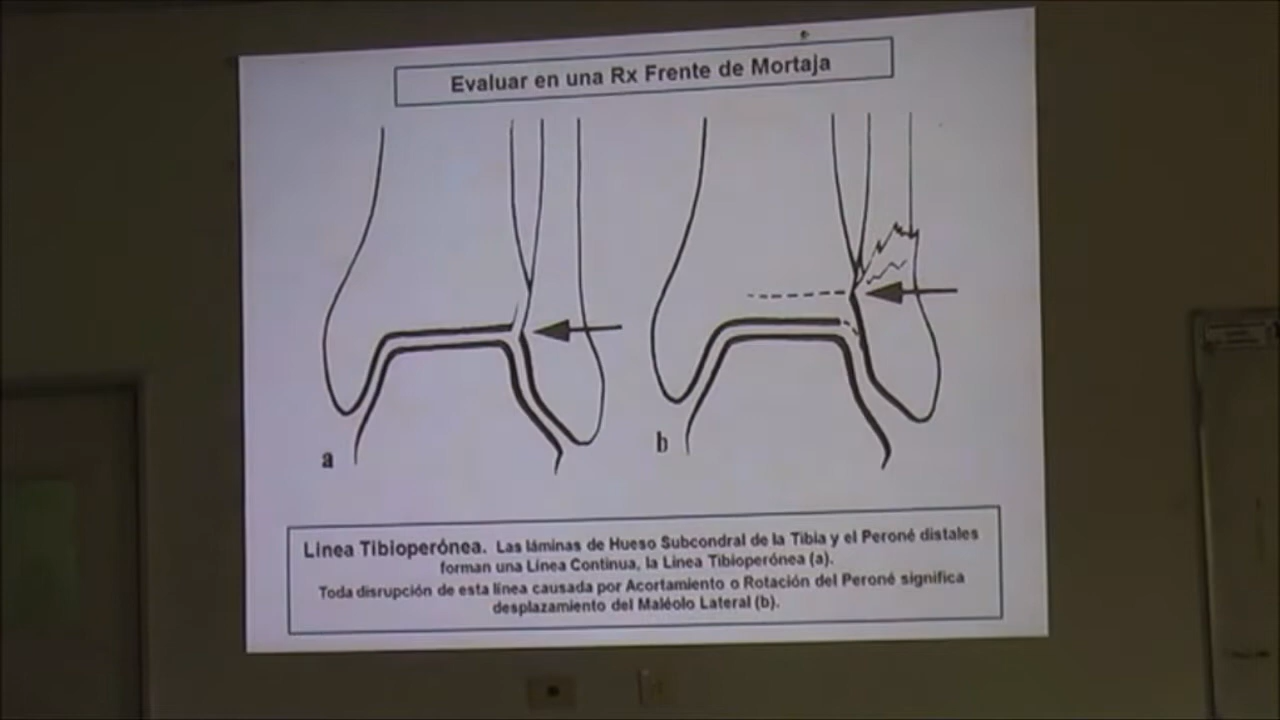 Evaluar en una Rx Frente de Mortaja
a
b
Linea Tibioperónea. Las láminas de Hueso Subcondral de la Tibia y el Peroné distales
forman una Línea Continua, la Linea Tibioperónea (a).
Toda disrupción de esta línea causada por Acortamiento o Rotación del Peroné significa
desplazamiento del Maléolo Lateral (b).